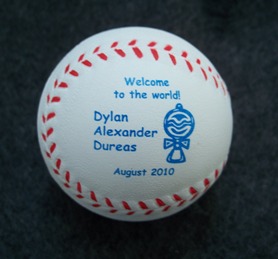 Welcome
to the world!
Dylan
Alexander
Dureas
August 2010